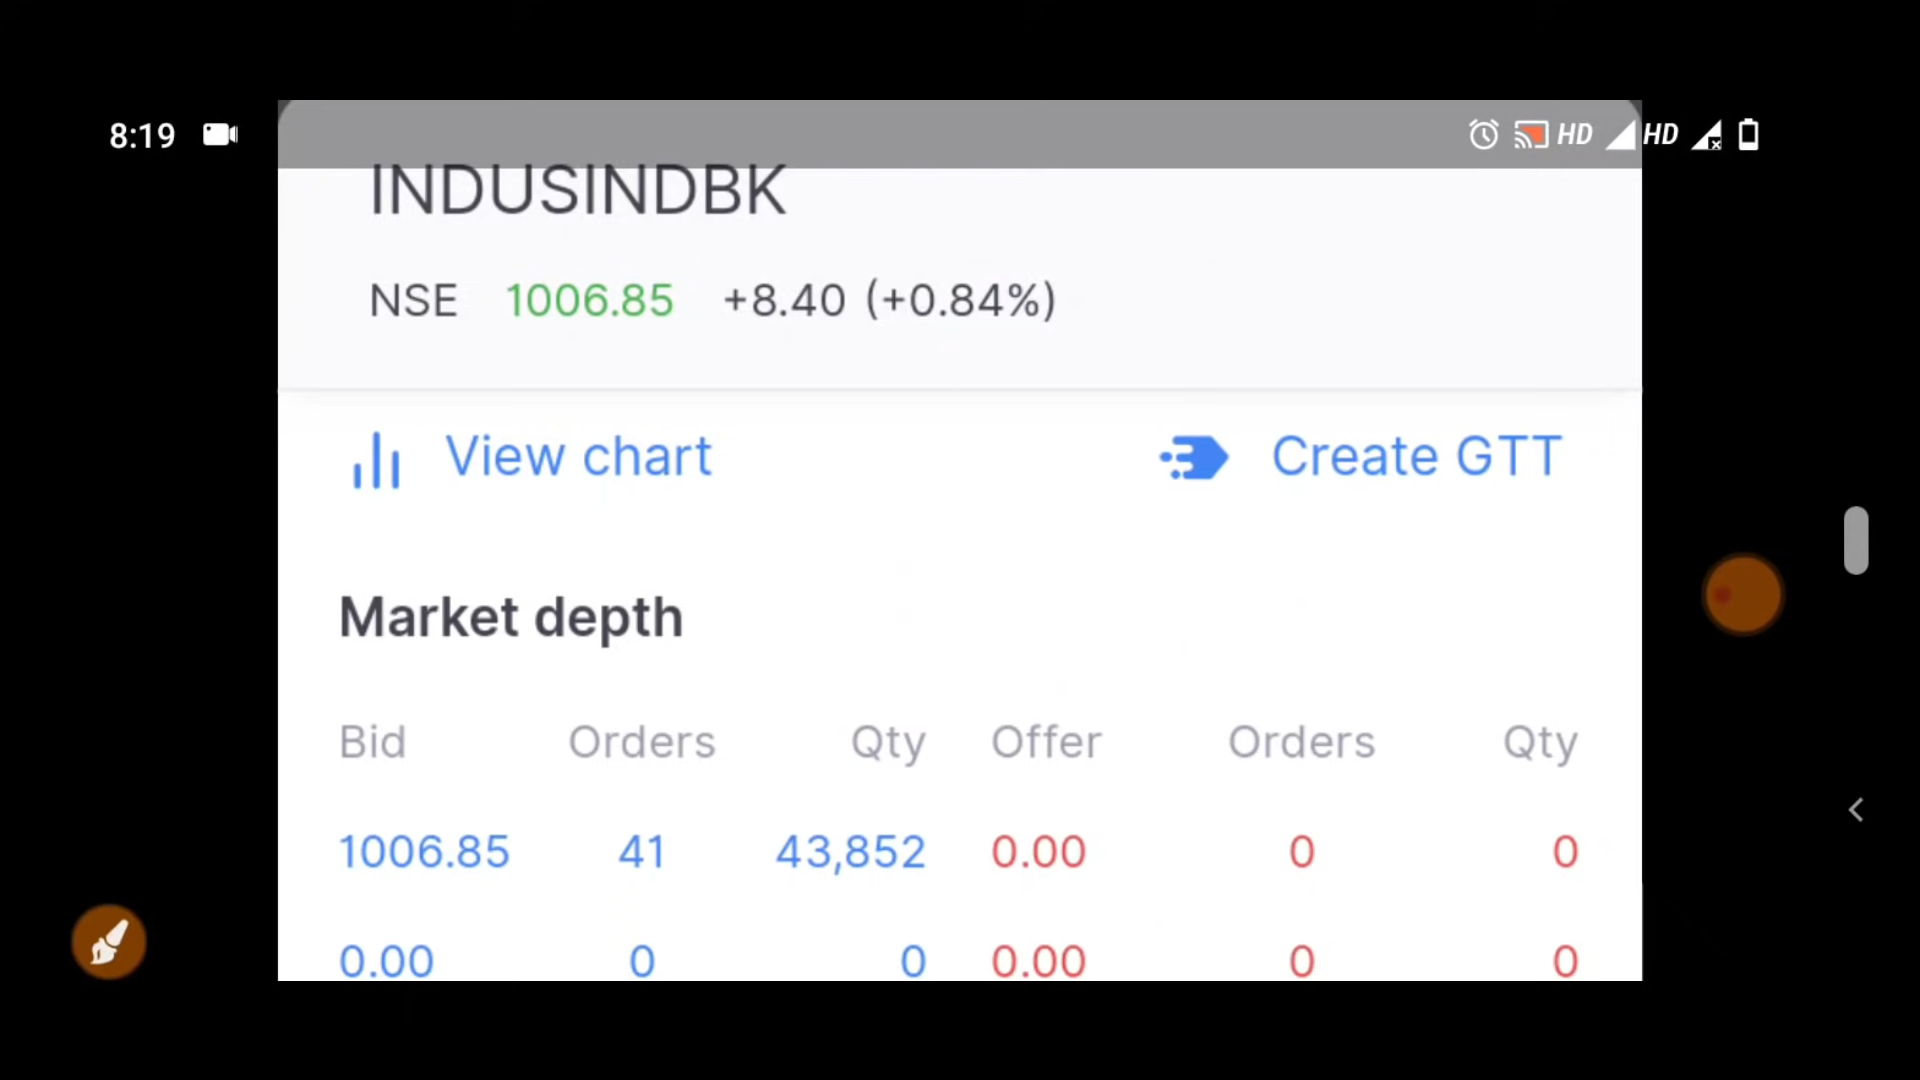 8:19 HD HD
INDUSINDBK
NSE 1006.85 +8.40 (+0.84%)
View chart Create GTT
Market depth
Bid Orders Qty Offer Orders Qty
1006.85 41 43,852 0.00 0 0
0.00 0 0 0.00 0 0